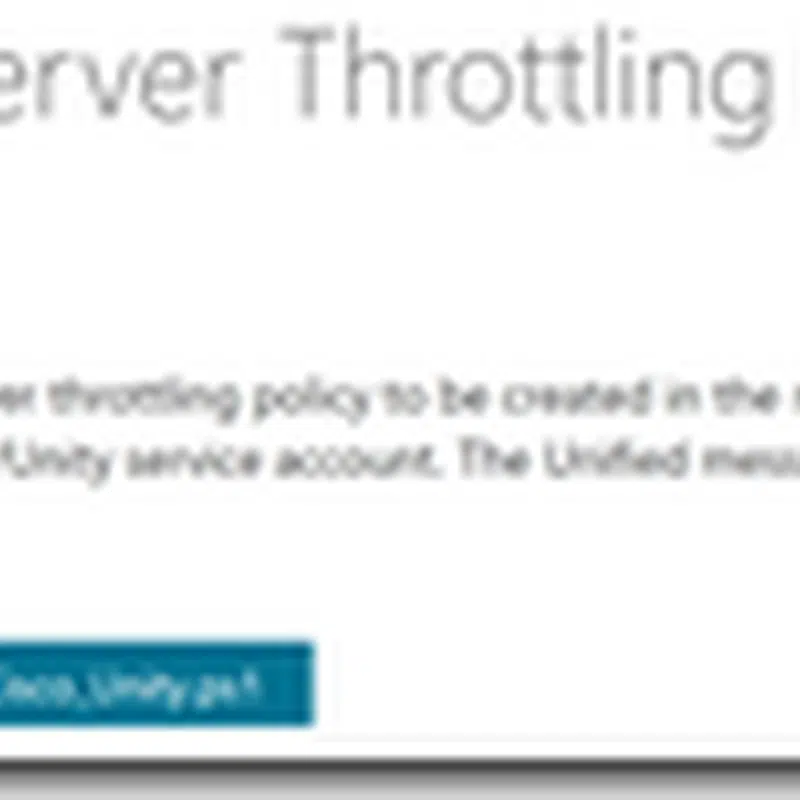 erver Throttling
er throttling policy to be created in the
Unity service account. The Unified mess
Cisco_Unity.ps1